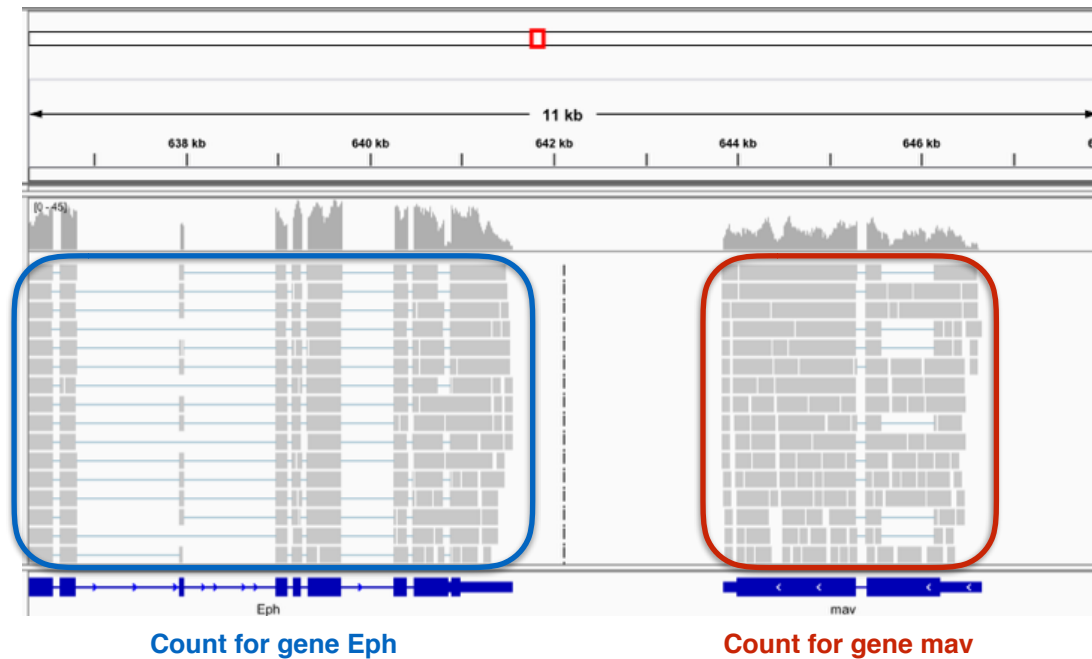 11 kb
638 kb 640 kb 642 kb 644 kb 646 kb 6
[0 - 45]
Eph mav
Count for gene Eph Count for gene mav